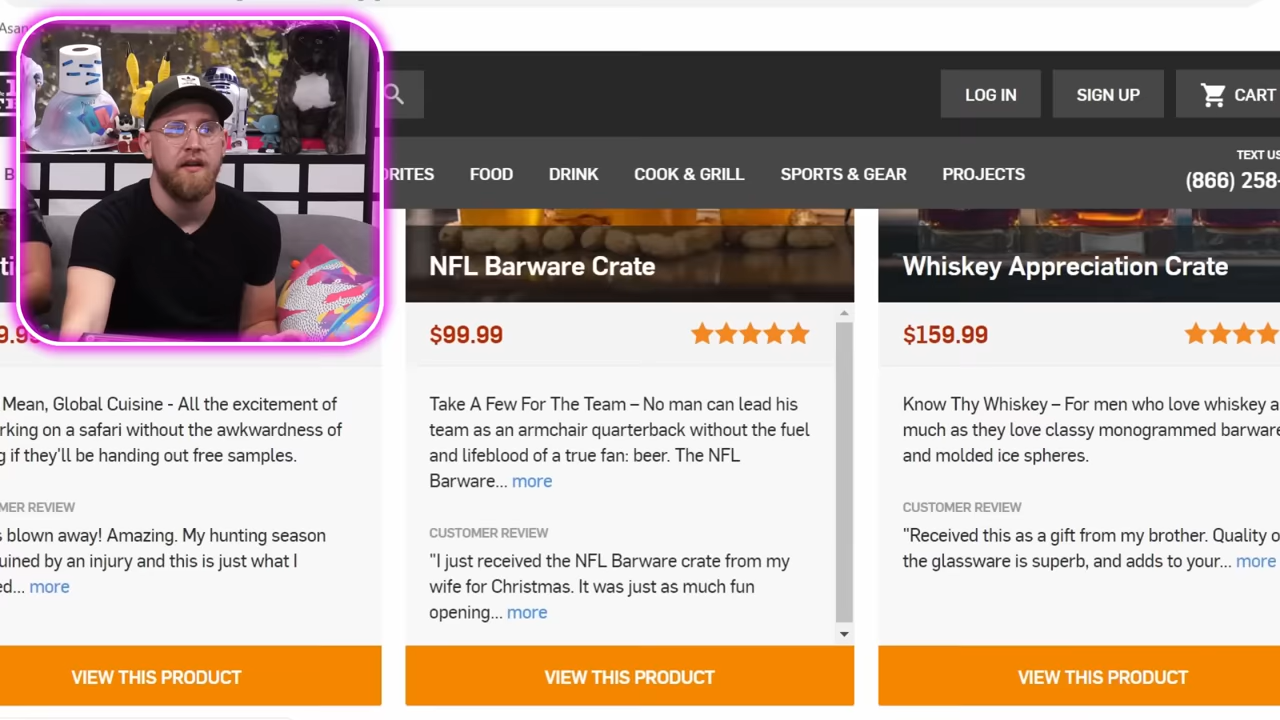 Asan
LOG IN
SIGN UP
CART
TEXT US
B
ORITES
FOOD
DRINK
COOK & GRILL
SPORTS & GEAR
PROJECTS
(866) 258-
ti
NFL Barware Crate
Whiskey Appreciation Crate
9.99
$99.99
$159.99
Mean, Global Cuisine - All the excitement of
rking on a safari without the awkwardness of
g if they'll be handing out free samples.
MER REVIEW
s blown away! Amazing. My hunting season
uined by an injury and this is just what I
ed... more
VIEW THIS PRODUCT
Take A Few For The Team – No man can lead his
team as an armchair quarterback without the fuel
and lifeblood of a true fan: beer. The NFL
Barware... more
CUSTOMER REVIEW
"I just received the NFL Barware crate from my
wife for Christmas. It was just as much fun
opening... more
VIEW THIS PRODUCT
Know Thy Whiskey – For men who love whiskey a
much as they love classy monogrammed barware
and molded ice spheres.
CUSTOMER REVIEW
"Received this as a gift from my brother. Quality o
the glassware is superb, and adds to your... more
VIEW THIS PRODUCT